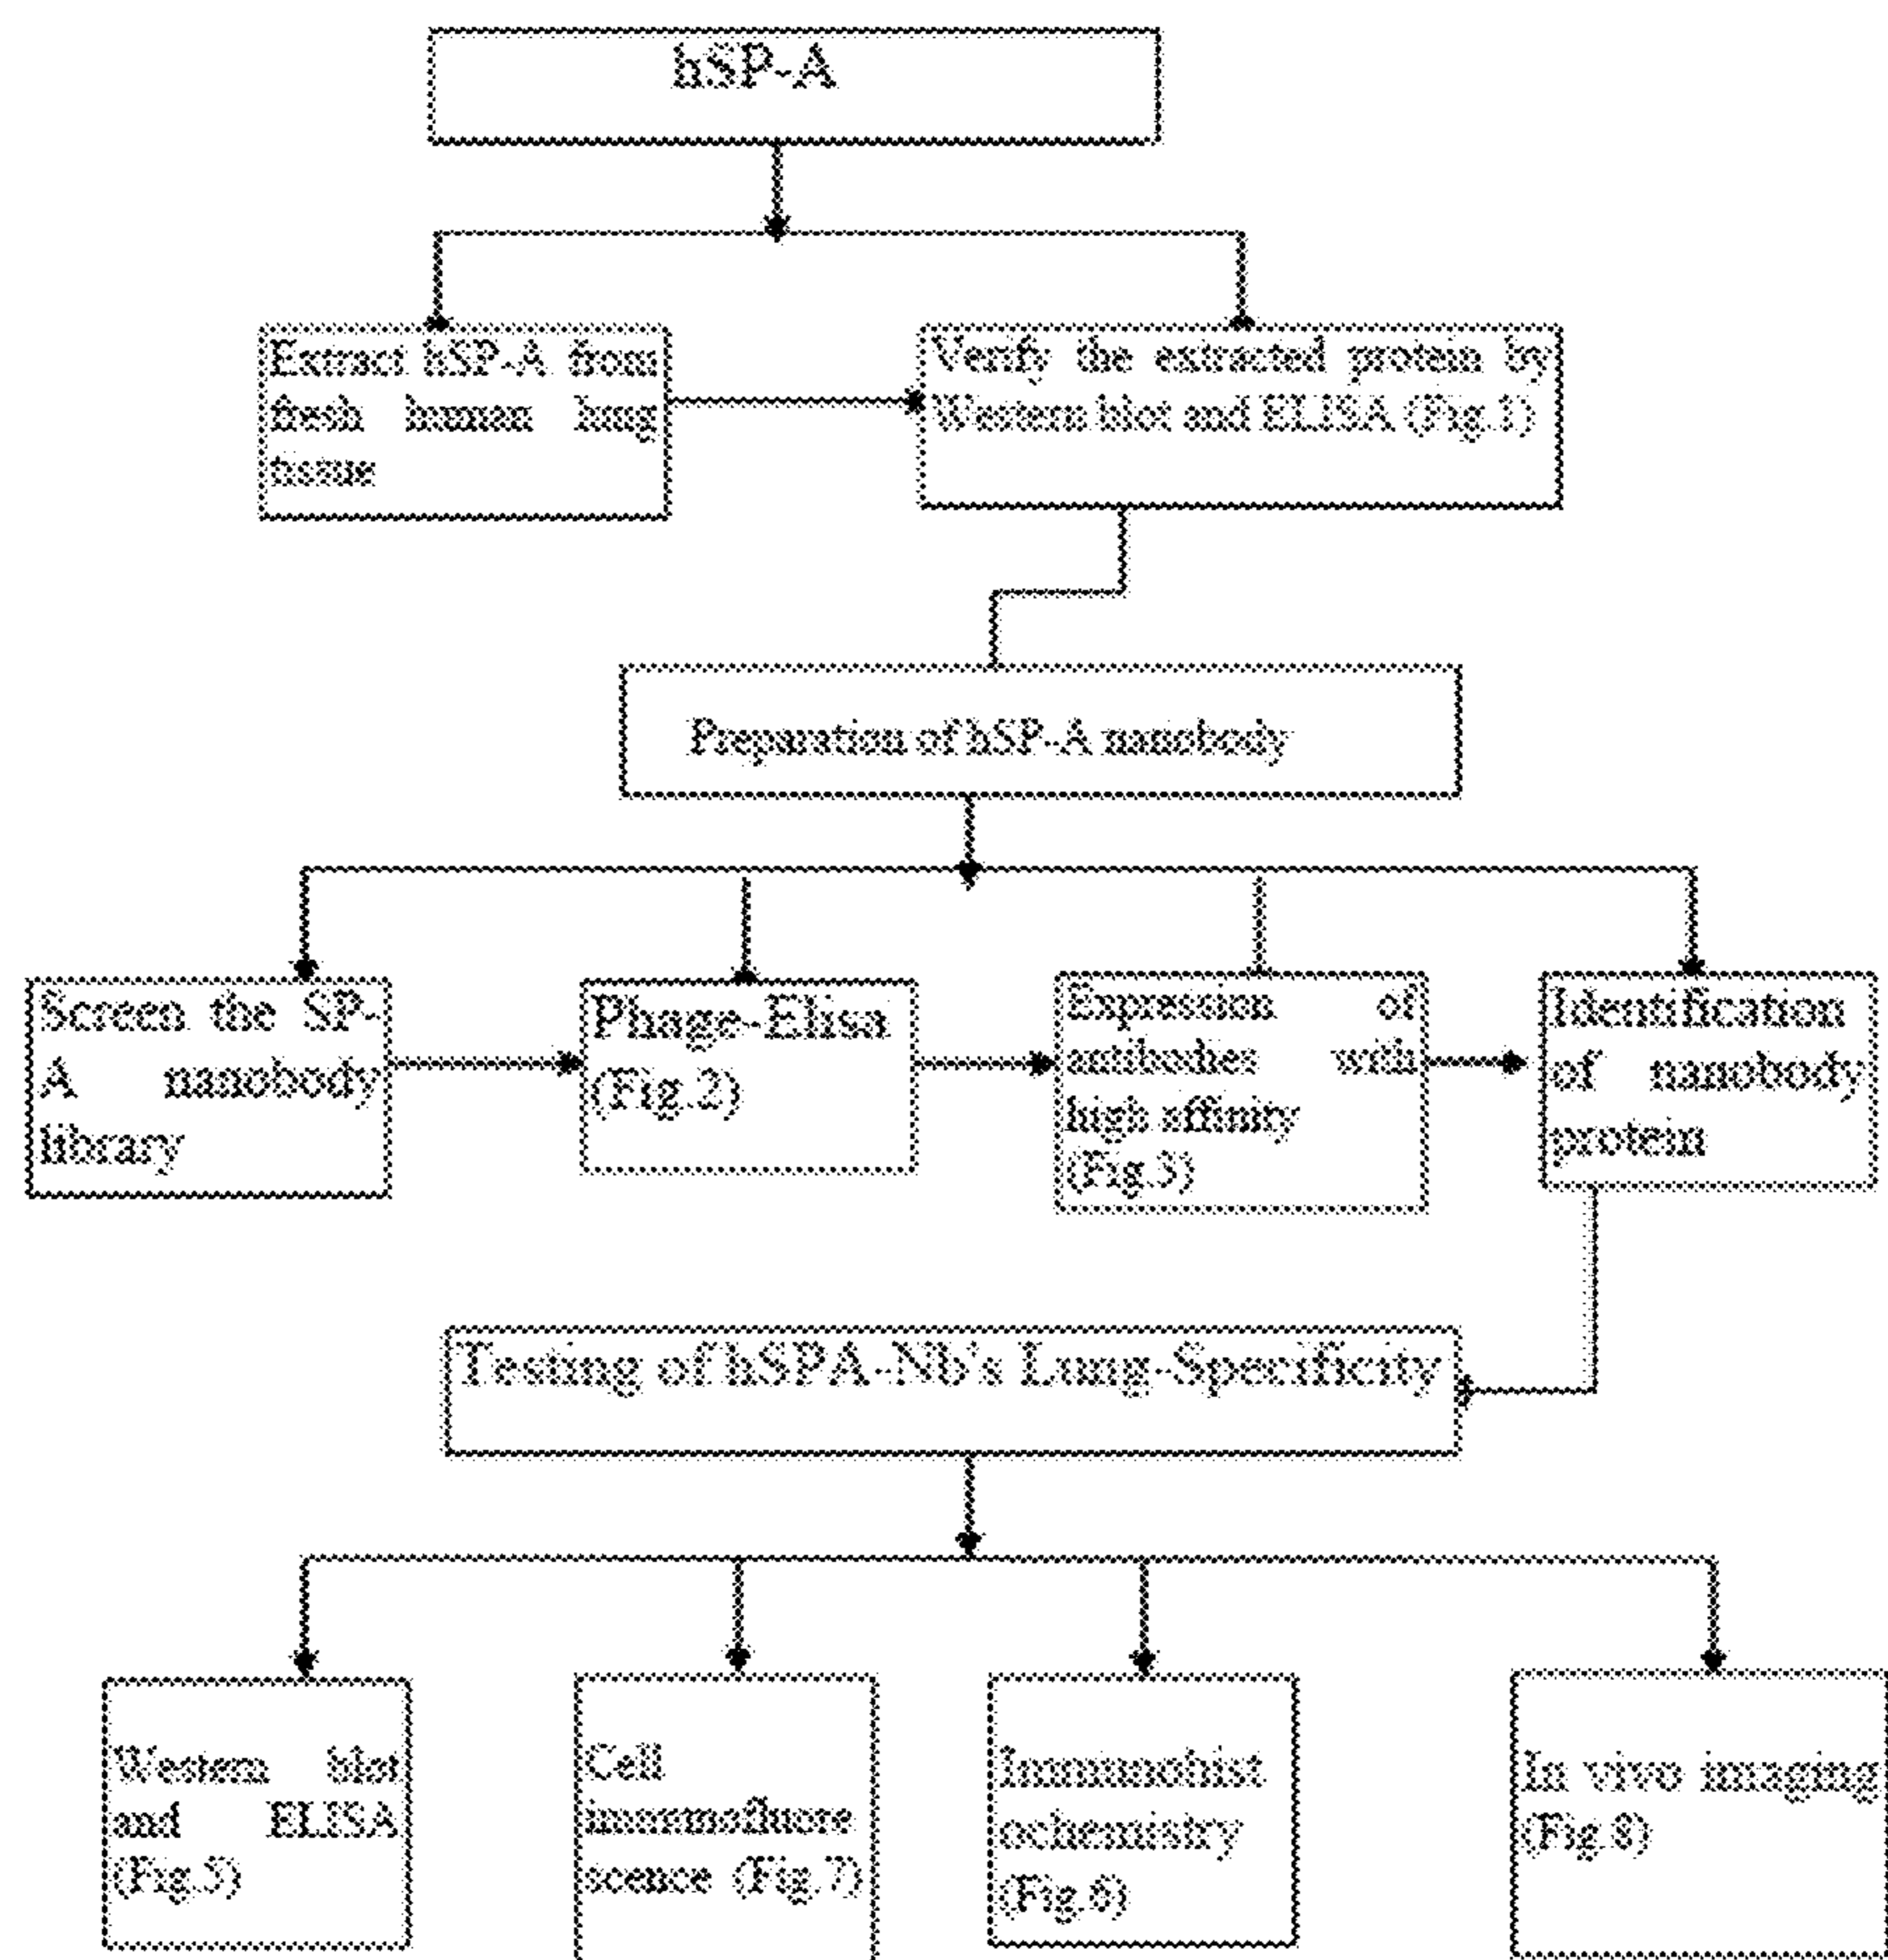 hSP-A
Extract hSP-A from
fresh human lung
tissue
Verify the extracted protein by
Western blot and ELISA (Fig.1)
Preparation of hSP-A nanobody
Screen the SP-
A nanobody
library
Phage-Elisa
(Fig.2)
Expression of
antibodies with
high affinity
(Fig.3)
Identification
of nanobody
protein
Testing of hSPA-Nb's Lung-Specificity
Western blot
and ELISA
(Fig.5)
Cell
(Fig.7)
scence
Immunohist
ochemistry
(Fig.6)
In vivo imaging
(Fig.8)